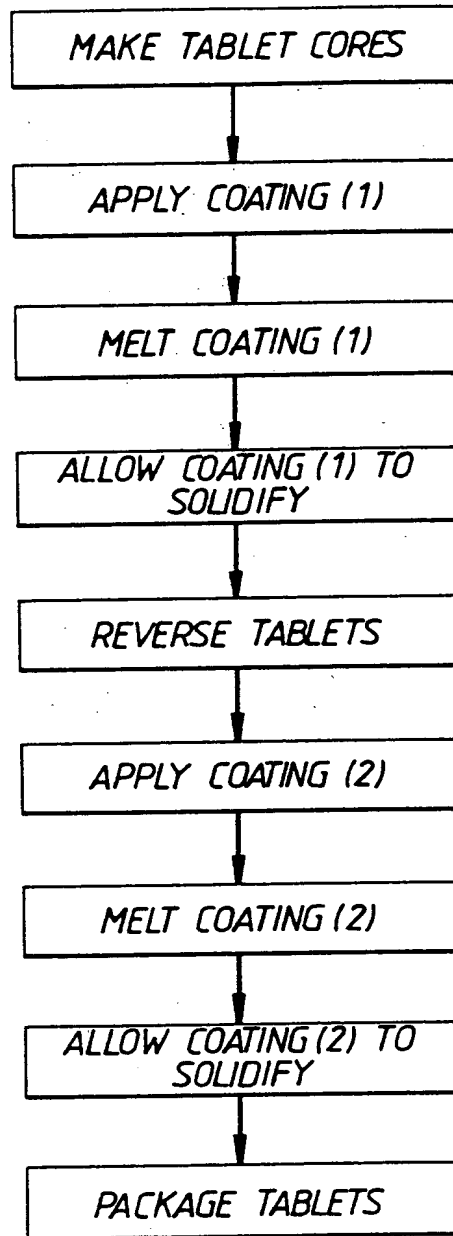 MAKE TABLET CORES
APPLY COATING (1)
MELT COATING (1)
ALLOW COATING (1) TO
SOLIDIFY
REVERSE TABLETS
APPLY COATING (2)
MELT COATING (2)
ALLOW COATING (2) TO
SOLIDIFY
PACKAGE TABLETS